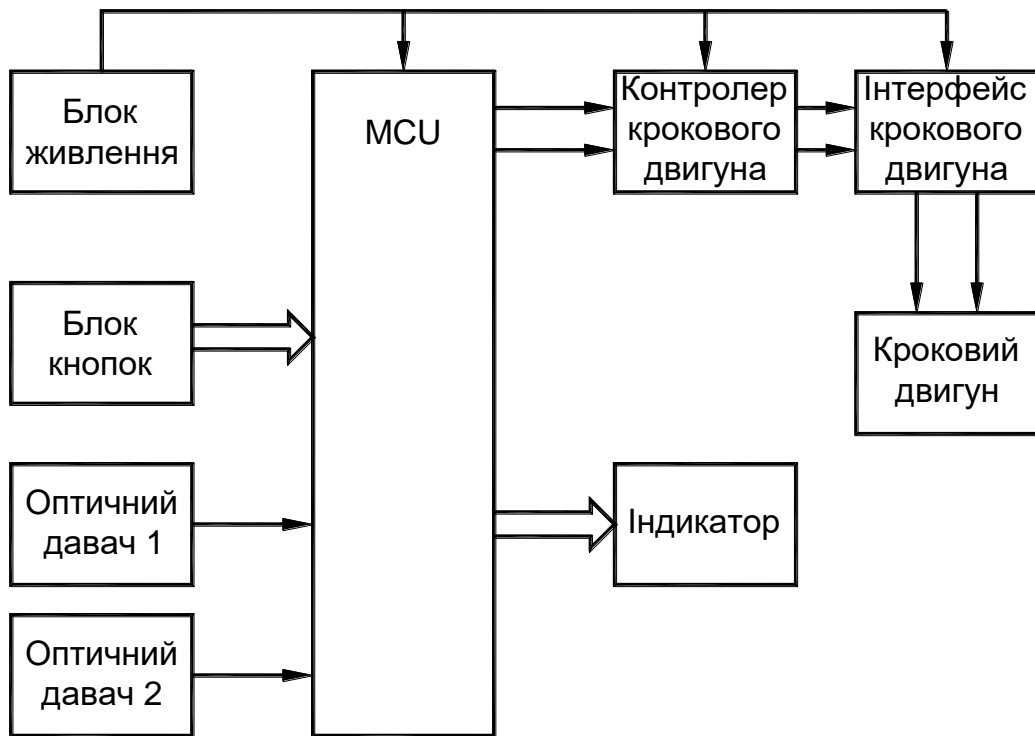 Блок
живлення
MCU
Контролер
крокового
двигуна
Інтерфейс
крокового
двигуна
Блок
кнопок
Кроковий
двигун
Оптичний
давач 1
Індикатор
Оптичний
давач 2